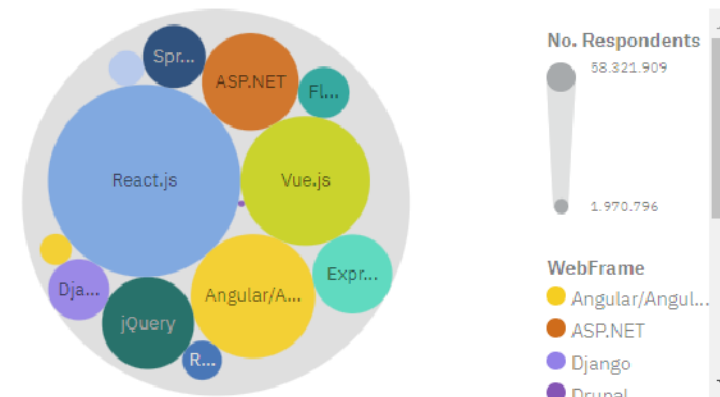 Spr...
ASP.NET
Fl...
React.js
Vue.js
Expr...
Dja...
Angular/A...
jQuery
R...
No. Respondents
58.321.909
1.970.796
WebFrame
Angular/Angul...
ASP.NET
Django
Drupal